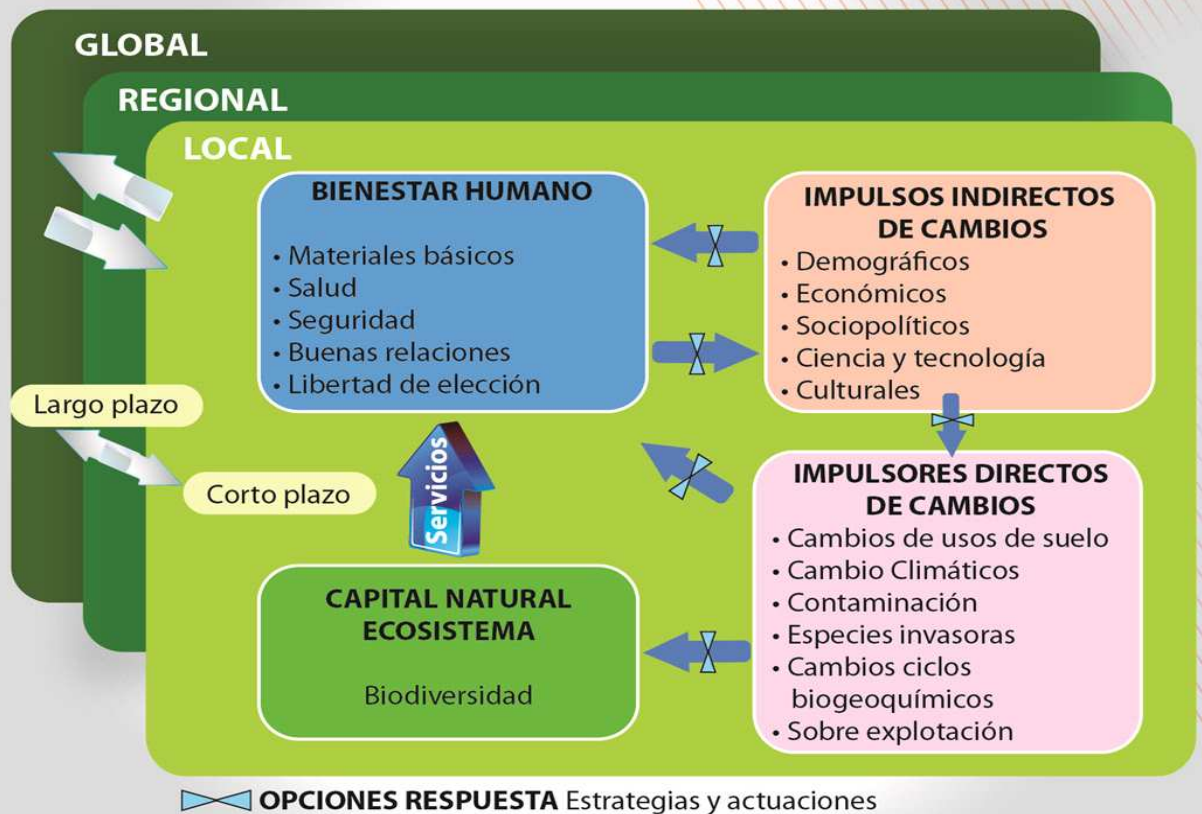 GLOBAL
REGIONAL
LOCAL
BIENESTAR HUMANO
• Materiales básicos
• Salud
• Seguridad
• Buenas relaciones
• Libertad de elección
IMPULSOS INDIRECTOS
DE CAMBIOS
• Demográficos
• Económicos
• Sociopolíticos
• Ciencia y tecnología
• Culturales
Largo plazo
Corto plazo
Servicios
CAPITAL NATURAL
ECOSISTEMA
Biodiversidad
IMPULSORES DIRECTOS
DE CAMBIOS
• Cambios de usos de suelo
• Cambio Climáticos
• Contaminación
• Especies invasoras
• Cambios ciclos
biogeoquímicos
• Sobre explotación
OPCIONES RESPUESTA Estrategias y actuaciones